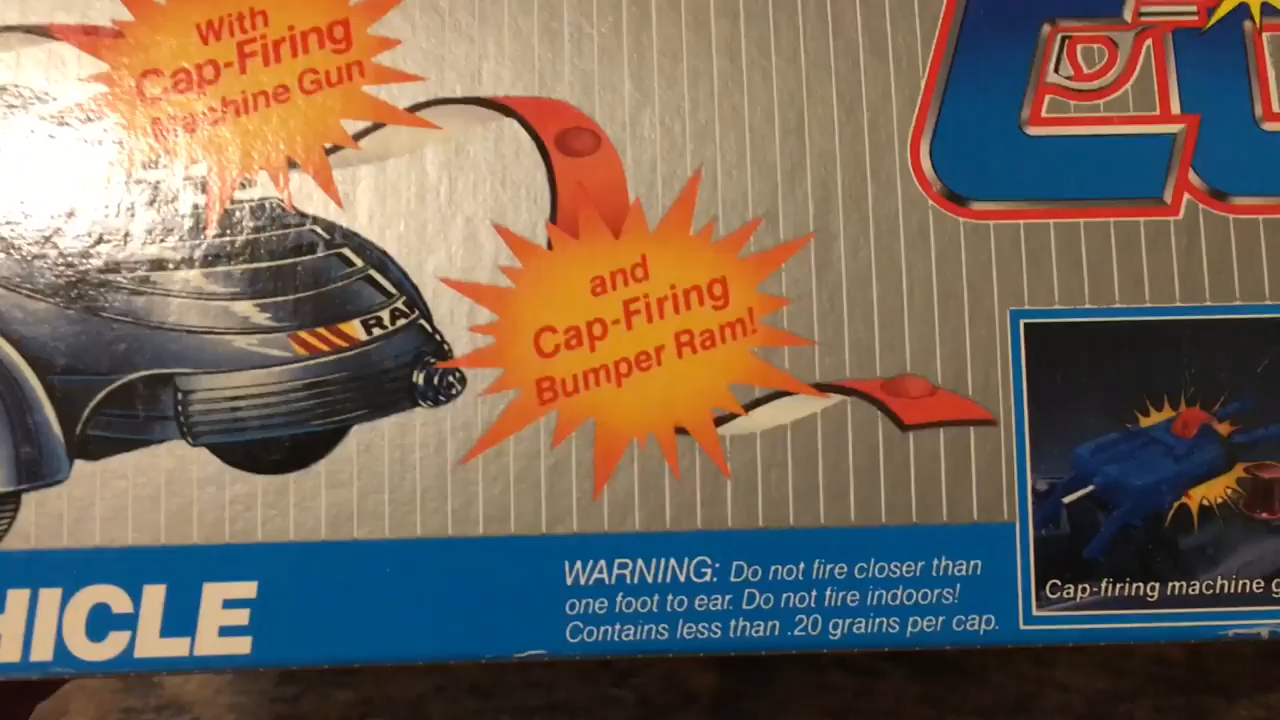 With
Cap-Firing
Machine Gun
and
Cap-Firing
Bumper Ram!
RA
HICLE
WARNING: Do not fire closer than
one foot to ear. Do not fire indoors!
Contains less than .20 grains per cap.
Cap-firing machine g